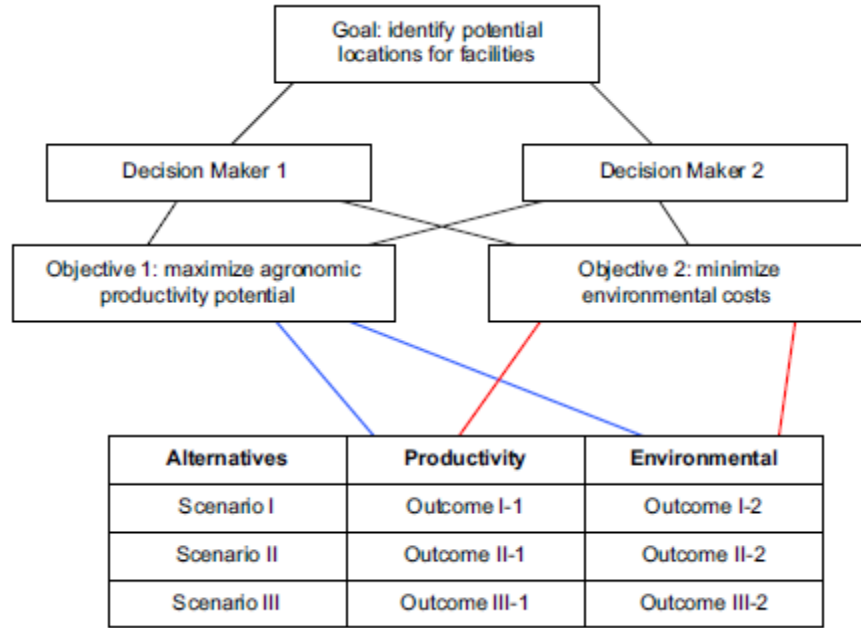 Goal: identify potential
locations for facilities
Decision Maker 1
Decision Maker 2
Objective 1: maximize agronomic
productivity potential
Objective 2: minimize
environmental costs
Alternatives Productivity Environmental
Scenario I Outcome I-1 Outcome I-2
Scenario II Outcome II-1 Outcome II-2
Scenario III Outcome III-1 Outcome III-2